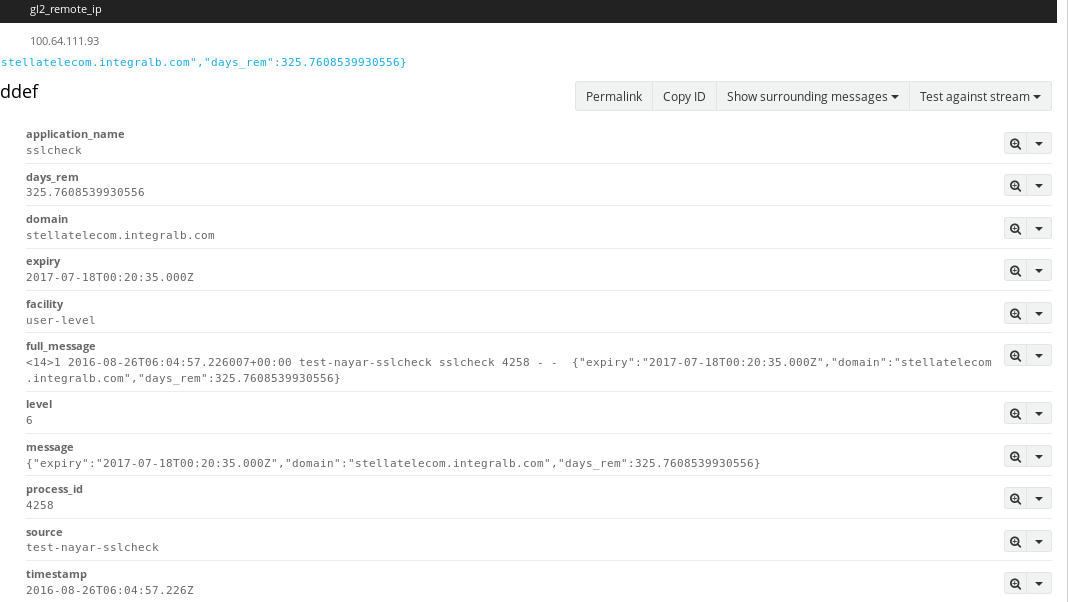 gl2_remote_ip
100.64.111.93
stellatelecom.integralb.com","days_rem":325.7608539930556}
ddef
Permalink Copy ID Show surrounding messages Test against stream
application_name
sslcheck
days_rem
325.7608539930556
domain
stellatelecom.integralb.com
expiry
2017-07-18T00:20:35.000Z
facility
user-level
full_message
<14>1 2016-08-26T06:04:57.226007+00:00 test-nayar-sslcheck sslcheck 4258 - -  {"expiry":"2017-07-18T00:20:35.000Z","domain":"stellatelecom
.integralb.com","days_rem":325.7608539930556}
level
6
message
{"expiry":"2017-07-18T00:20:35.000Z","domain":"stellatelecom.integralb.com","days_rem":325.7608539930556}
process_id
4258
source
test-nayar-sslcheck
timestamp
2016-08-26T06:04:57.226Z